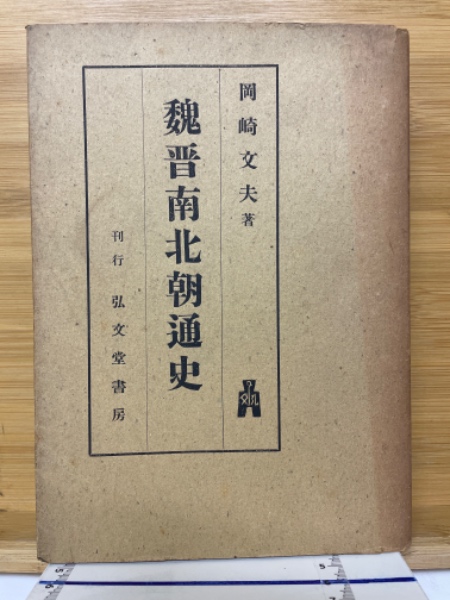 岡崎文夫著
魏晋南北朝通史
刊行 弘文堂書房